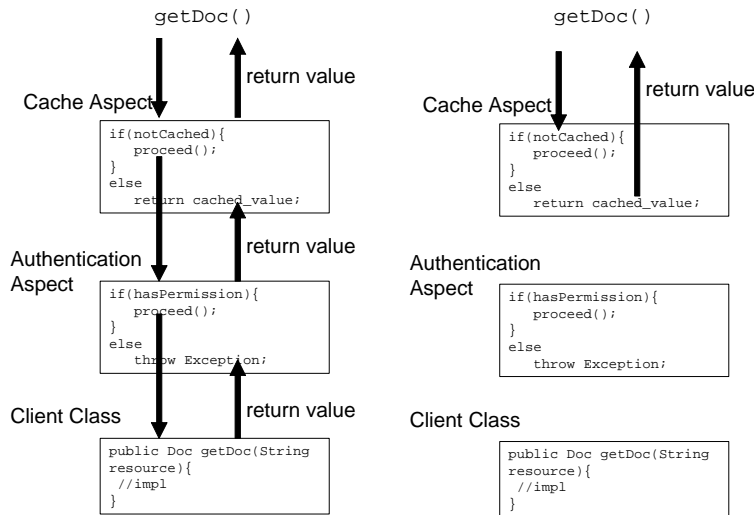 getDoc()
return value
Cache Aspect
if(notCached){
proceed();
}
else
return cached_value;
return value
Authentication
Aspect
if(hasPermission){
proceed();
}
else
throw Exception;
return value
Client Class
public Doc getDoc(String
resource){
//impl
}
getDoc()
return value
Cache Aspect
if(notCached){
proceed();
}
else
return cached_value;
Authentication
Aspect
if(hasPermission){
proceed();
}
else
throw Exception;
Client Class
public Doc getDoc(String
resource){
//impl
}